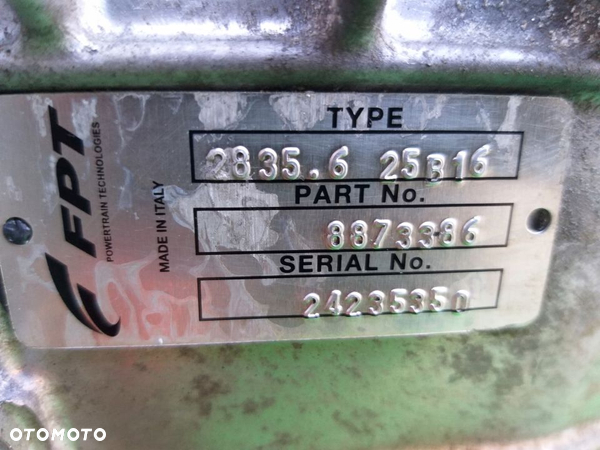 FPT
POWERTRAIN TECHNOLOGIES
MADE IN ITALY
TYPE
2835.6 25B16
PART No.
8873386
SERIAL No.
24235350
OTOMOTO